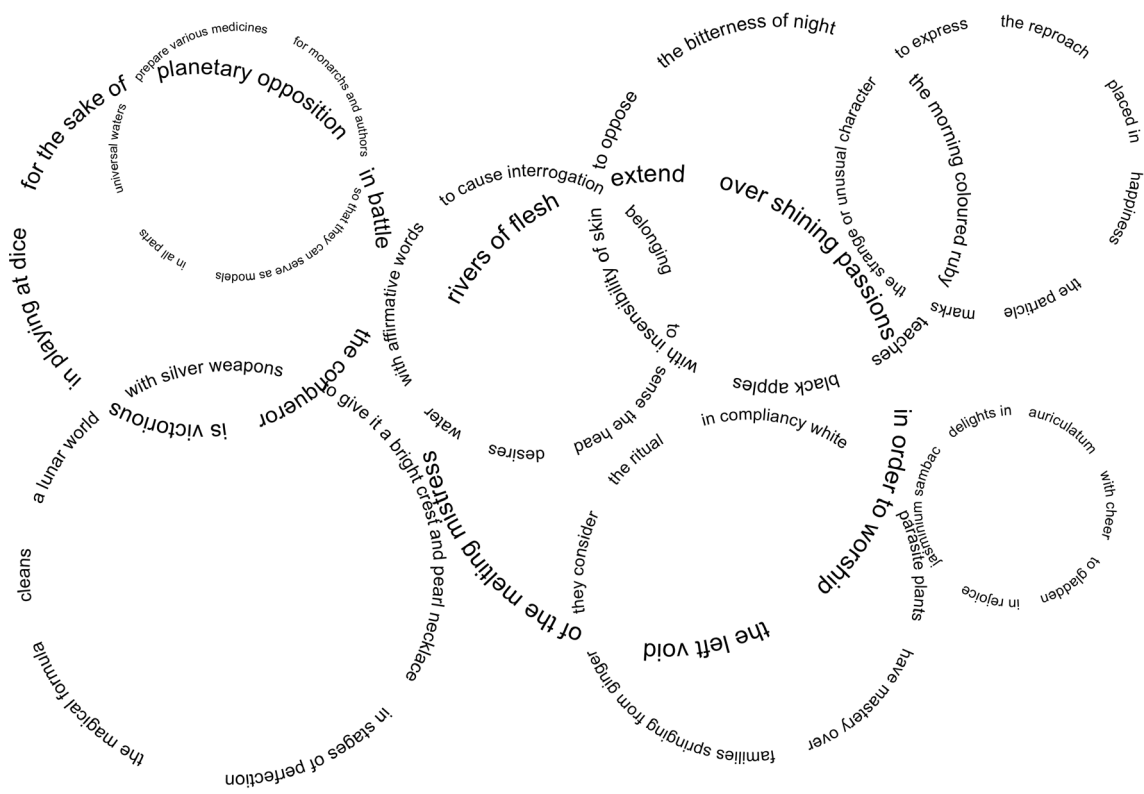 for the sake of
planetary opposition
in battle
the conqueror
is victorious
in playing at dice
prepare various medicines
for monarchs and authors
so that they can serve as models
in all parts
universal waters
rivers of flesh
extend
over shining passions
in order to worship
the left void
of the melting mistress
to cause interrogation
belonging
to
sense the head
desires
water
with affirmative words
the bitterness of night
to oppose
with insensibility of skin
black apples
teaches
the morning coloured ruby
to express
the reproach
placed in
happiness
the particle
marks
the strange or unusual character
with silver weapons
to give it a bright crest and pearl necklace
in stages of perfection
the magical formula
cleans
a lunar world
the ritual
in compliancy white
parasite plants
have mastery over
families springing from ginger
they consider
delights in
auriculatum
with cheer
to gladden
in rejoice
jasminium sambac